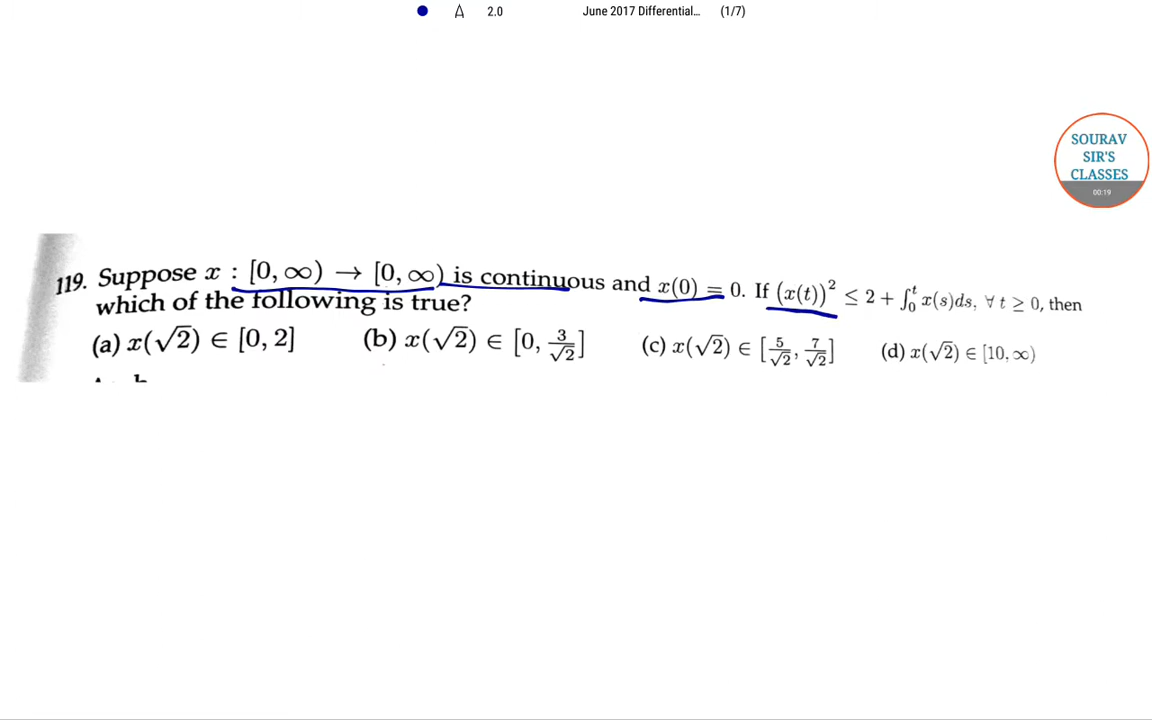 2.0 June 2017 Differential... (1/7)
SOURAV
SIR'S
CLASSES
00:19
119. Suppose x : [0, ∞) → [0, ∞) is continuous and x(0) = 0. If (x(t))² ≤ 2 + ∫₀ᵗ x(s)ds, ∀ t ≥ 0, then
which of the following is true?
(a) x(√2) ∈ [0, 2] (b) x(√2) ∈ [0, 3/√2] (c) x(√2) ∈ [5/√2, 7/√2] (d) x(√2) ∈ [10, ∞)